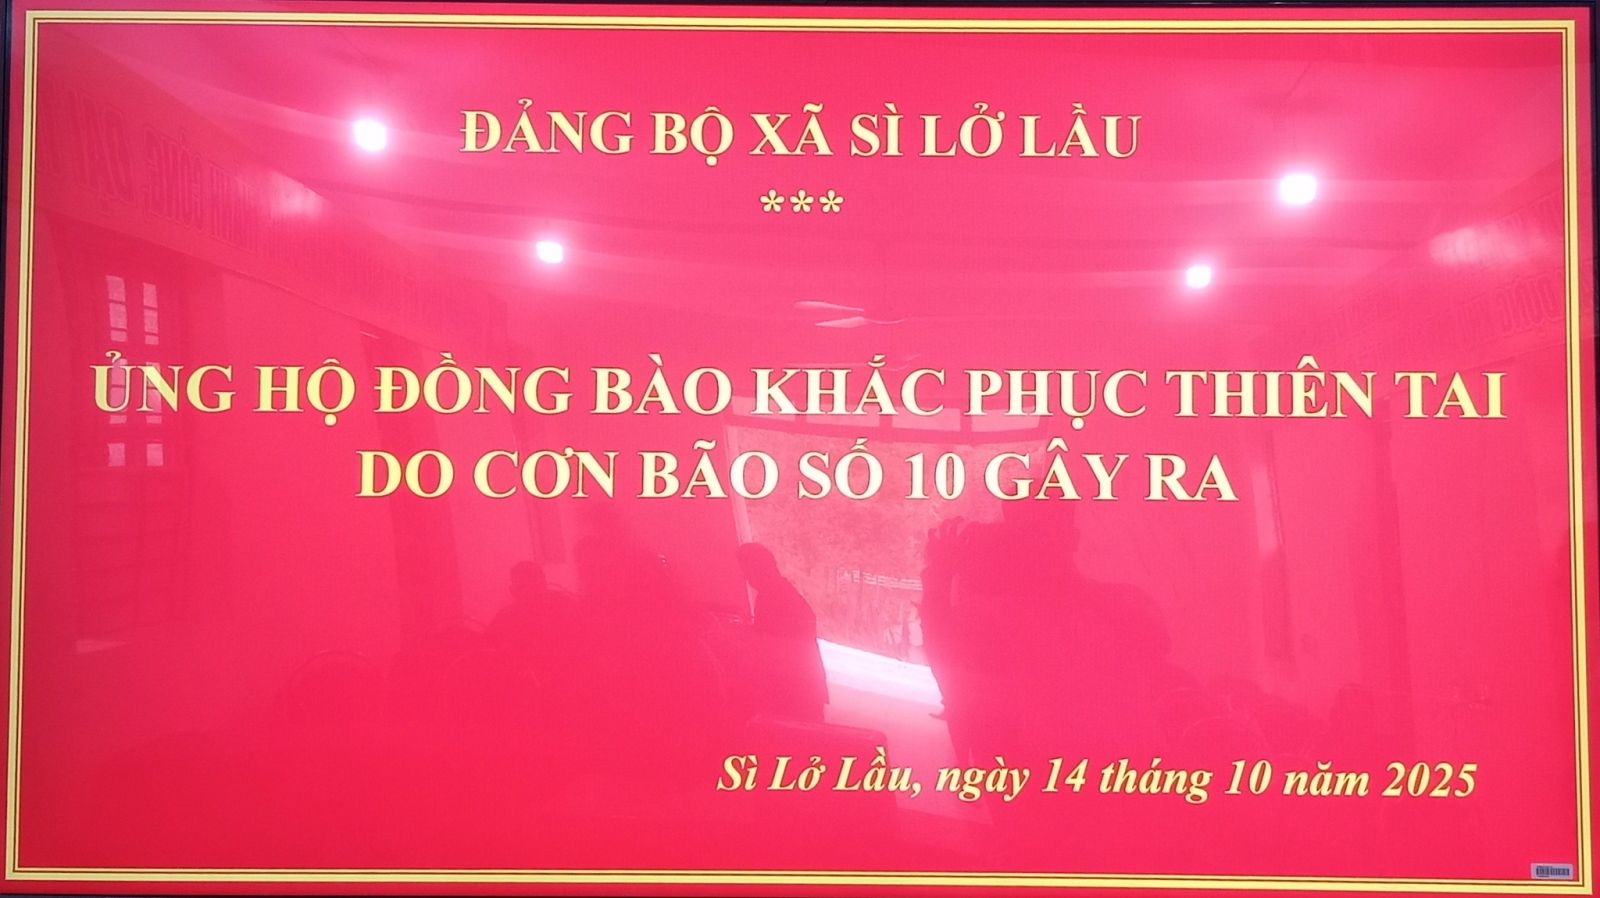 ĐẢNG BỘ XÃ SÌ LỞ LẦU
***
ỦNG HỘ ĐỒNG BÀO KHẮC PHỤC THIÊN TAI
DO CƠN BÃO SỐ 10 GÂY RA
Sì Lở Lầu, ngày 14 tháng 10 năm 2025